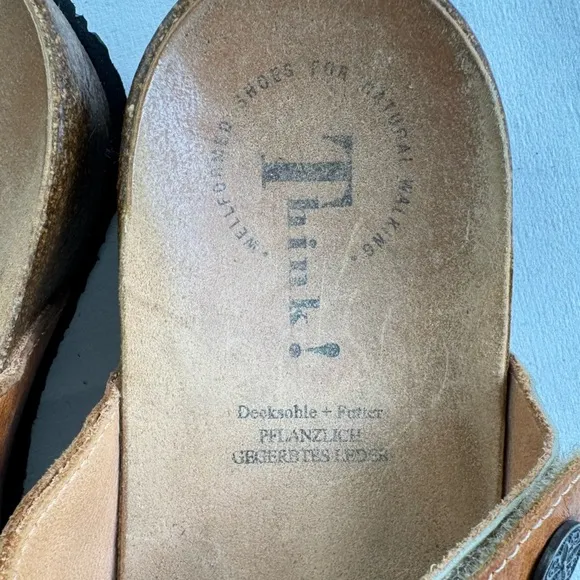 • WELLFORMED SHOES FOR NATURAL WALKING •
Think!
Decksohle + Futter
PFLANZLICH
GEGERBTES LEDER